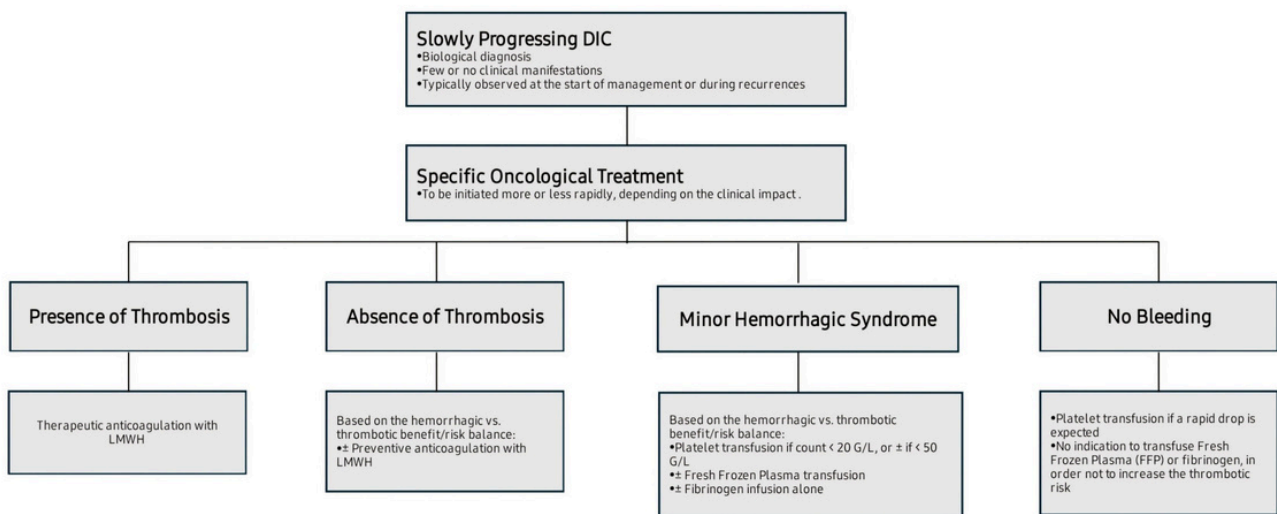 Slowly Progressing DIC
•Biological diagnosis
•Few or no clinical manifestations
•Typically observed at the start of management or during recurrences
Specific Oncological Treatment
•To be initiated more or less rapidly, depending on the clinical impact .
Presence of Thrombosis
Absence of Thrombosis
Minor Hemorrhagic Syndrome
No Bleeding
Therapeutic anticoagulation with
LMWH
Based on the hemorrhagic vs.
thrombotic benefit/risk balance:
•± Preventive anticoagulation with
LMWH
Based on the hemorrhagic vs. thrombotic
benefit/risk balance:
•Platelet transfusion if count < 20 G/L, or ± if < 50
G/L
•± Fresh Frozen Plasma transfusion
•± Fibrinogen infusion alone
•Platelet transfusion if a rapid drop is
expected
•No indication to transfuse Fresh
Frozen Plasma (FFP) or fibrinogen, in
order not to increase the thrombotic
risk